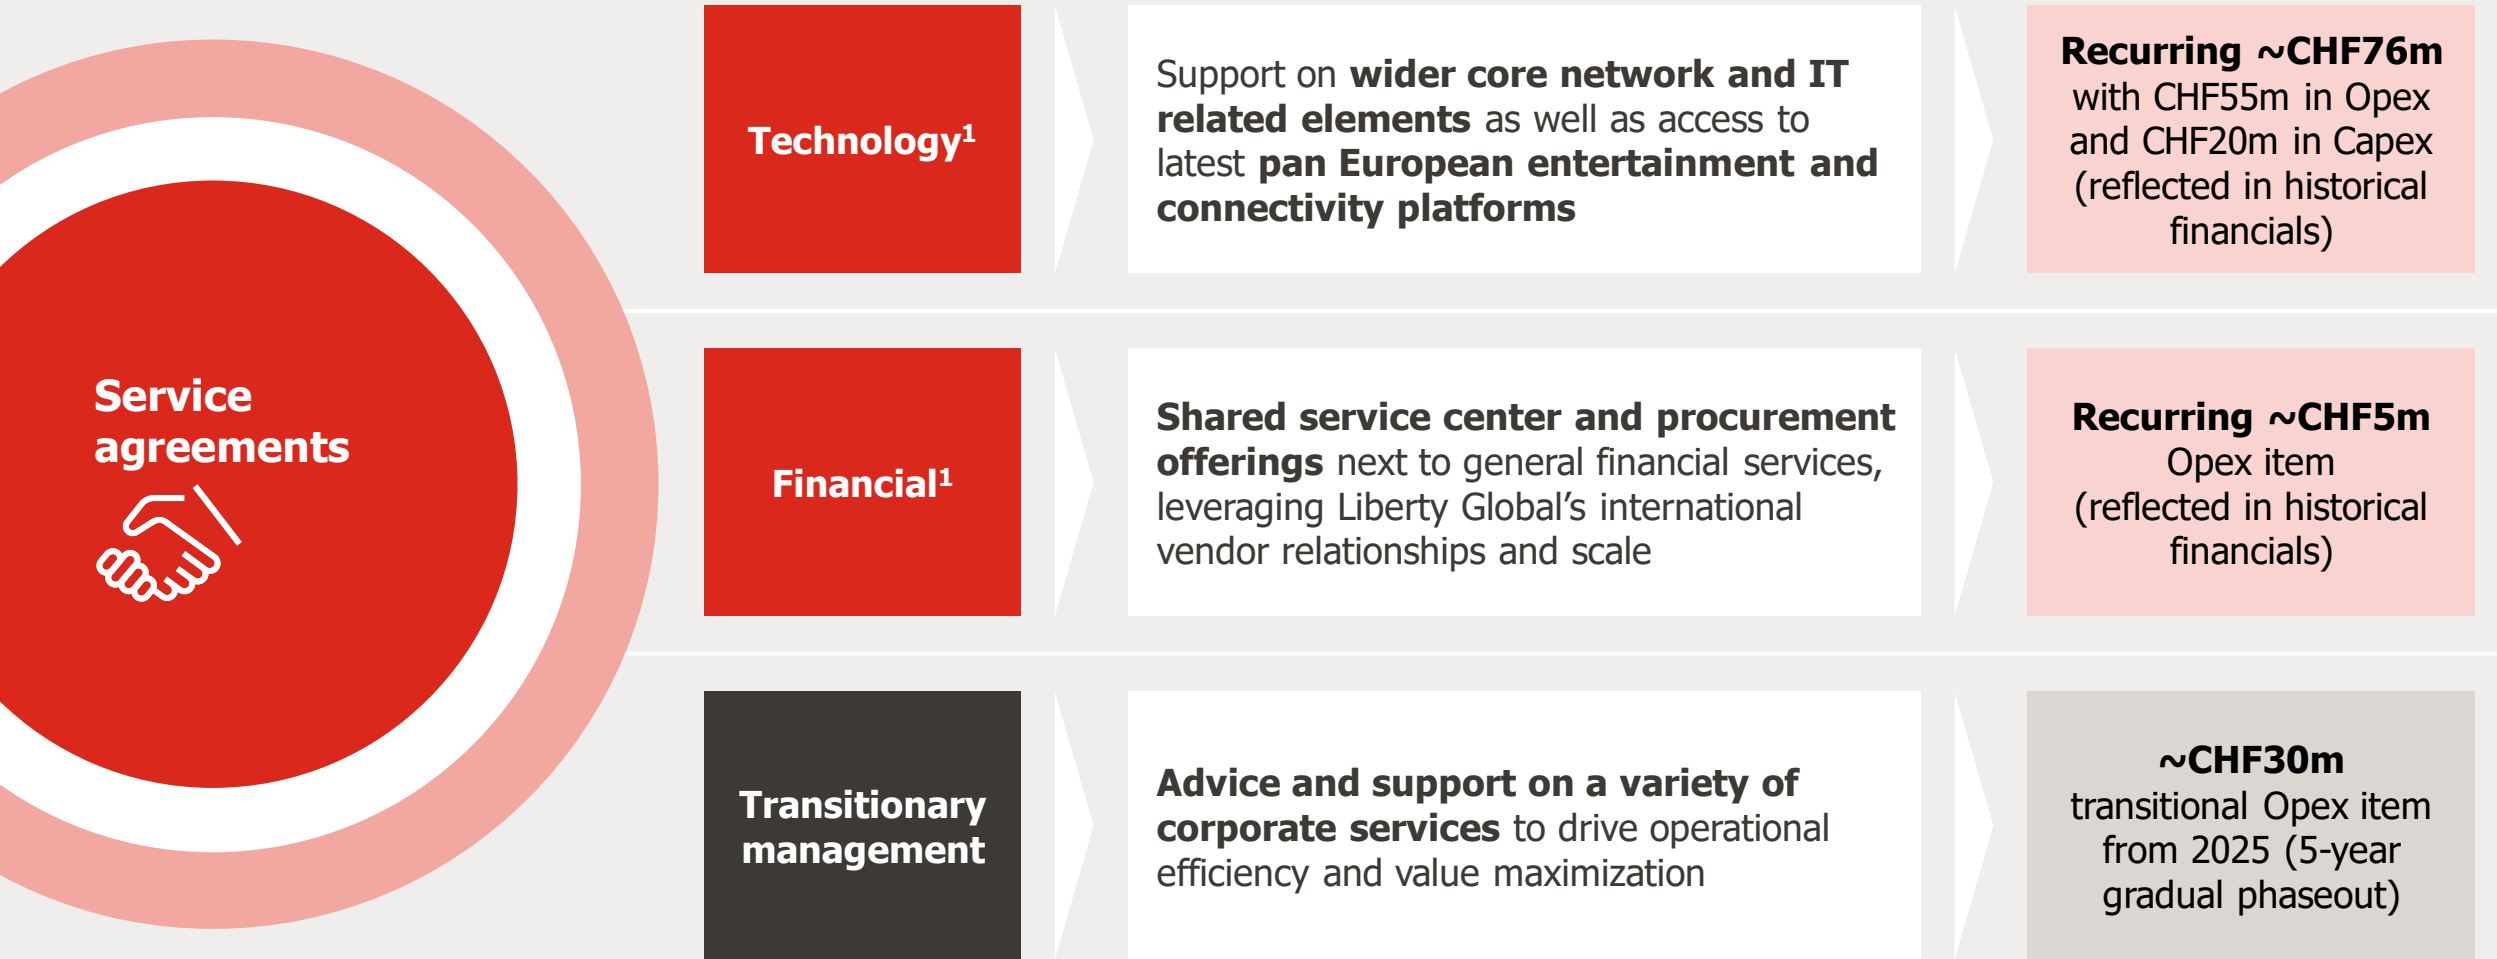 Service
agreements
Technology¹
Support on wider core network and IT
related elements as well as access to
latest pan European entertainment and
connectivity platforms
Recurring ~CHF76m
with CHF55m in Opex
and CHF20m in Capex
(reflected in historical
financials)
Financial¹
Shared service center and procurement
offerings next to general financial services,
leveraging Liberty Global’s international
vendor relationships and scale
Recurring ~CHF5m
Opex item
(reflected in historical
financials)
Transitionary
management
Advice and support on a variety of
corporate services to drive operational
efficiency and value maximization
~CHF30m
transitional Opex item
from 2025 (5-year
gradual phaseout)